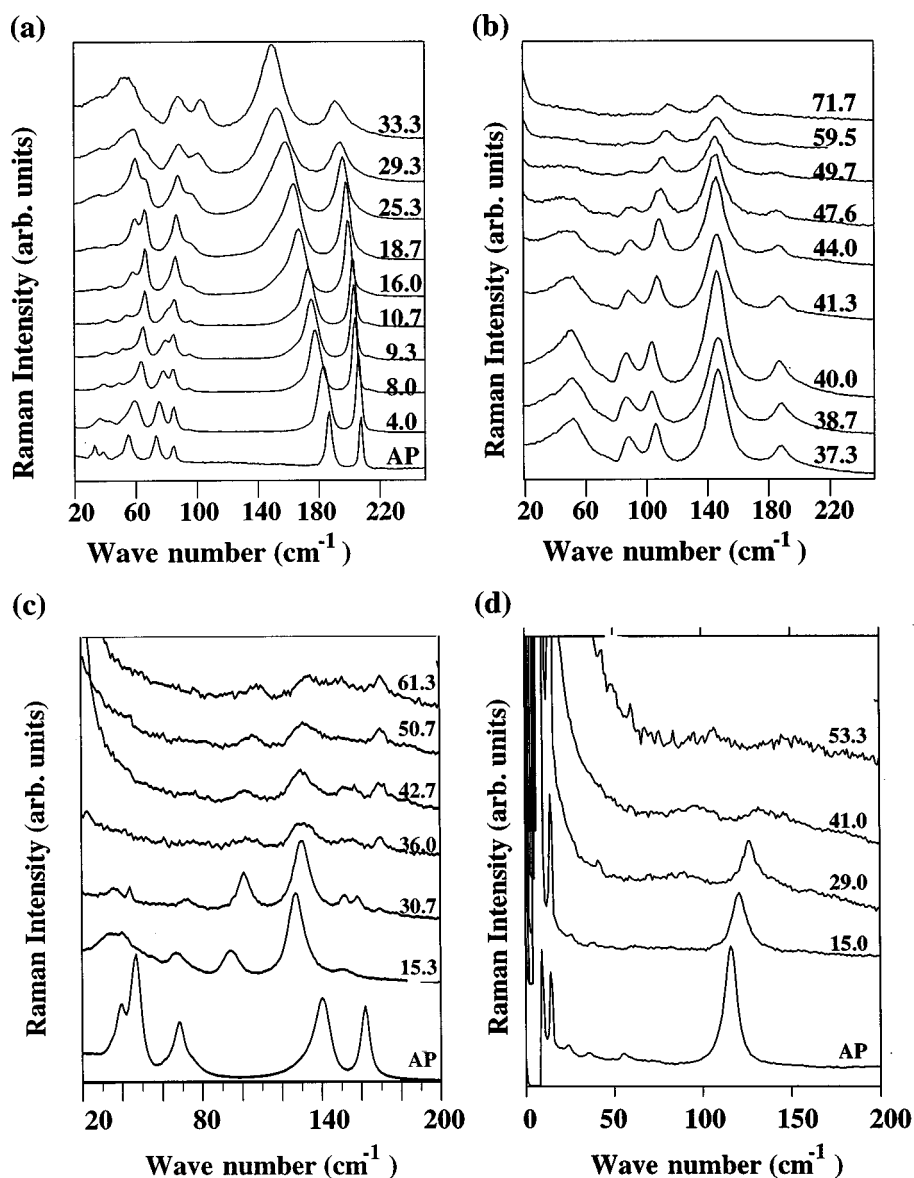 (a)
Raman Intensity (arb. units)
33.3
29.3
25.3
18.7
16.0
10.7
9.3
8.0
4.0
AP
20 60 100 140 180 220
Wave number (cm-1 )
(b)
Raman Intensity (arb. units)
71.7
59.5
49.7
47.6
44.0
41.3
40.0
38.7
37.3
20 60 100 140 180 220
Wave number (cm-1 )
(c)
Raman Intensity (arb. units)
61.3
50.7
42.7
36.0
30.7
15.3
AP
20 80 140 200
Wave number (cm-1 )
(d)
Raman Intensity (arb. units)
53.3
41.0
29.0
15.0
AP
0 50 100 150 200
Wave number (cm-1 )